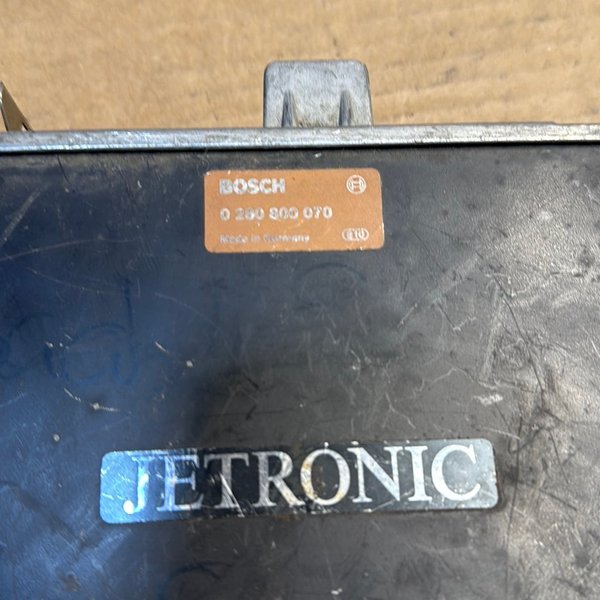 BOSCH
0 280 800 070
Made in Germany
JETRONIC